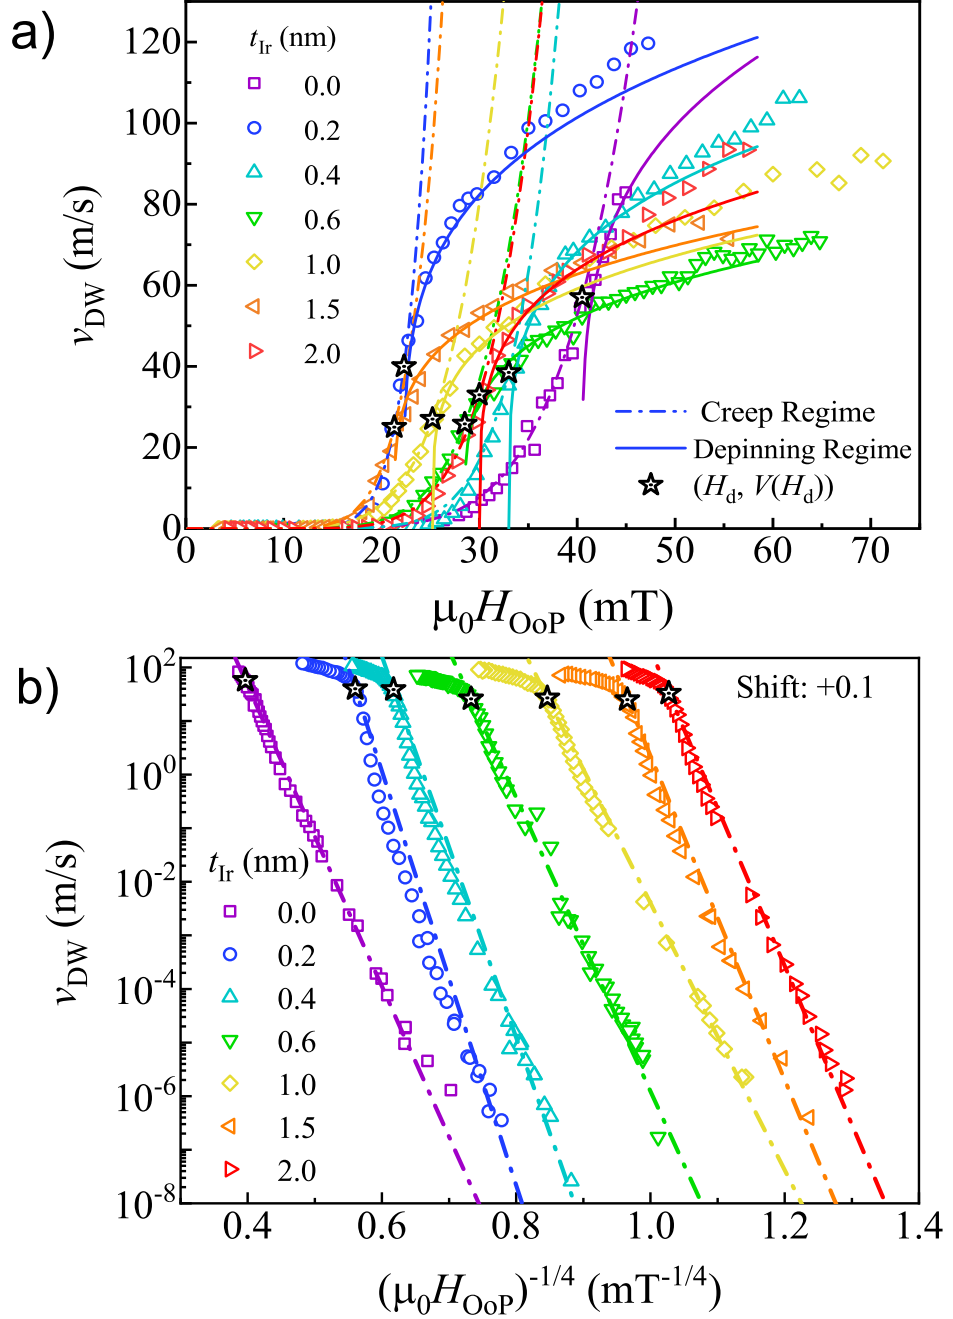 a)
t_Ir (nm)
0.0
0.2
0.4
0.6
1.0
1.5
2.0
120
100
80
60
40
20
0
v_DW (m/s)
Creep Regime
Depinning Regime
(H_d, V(H_d))
0 10 20 30 40 50 60 70
μ₀H_OoP (mT)
b)
Shift: +0.1
10²
10⁰
10⁻²
10⁻⁴
10⁻⁶
10⁻⁸
v_DW (m/s)
t_Ir (nm)
0.0
0.2
0.4
0.6
1.0
1.5
2.0
0.4 0.6 0.8 1.0 1.2 1.4
(μ₀H_OoP)^-1/4 (mT^-1/4)